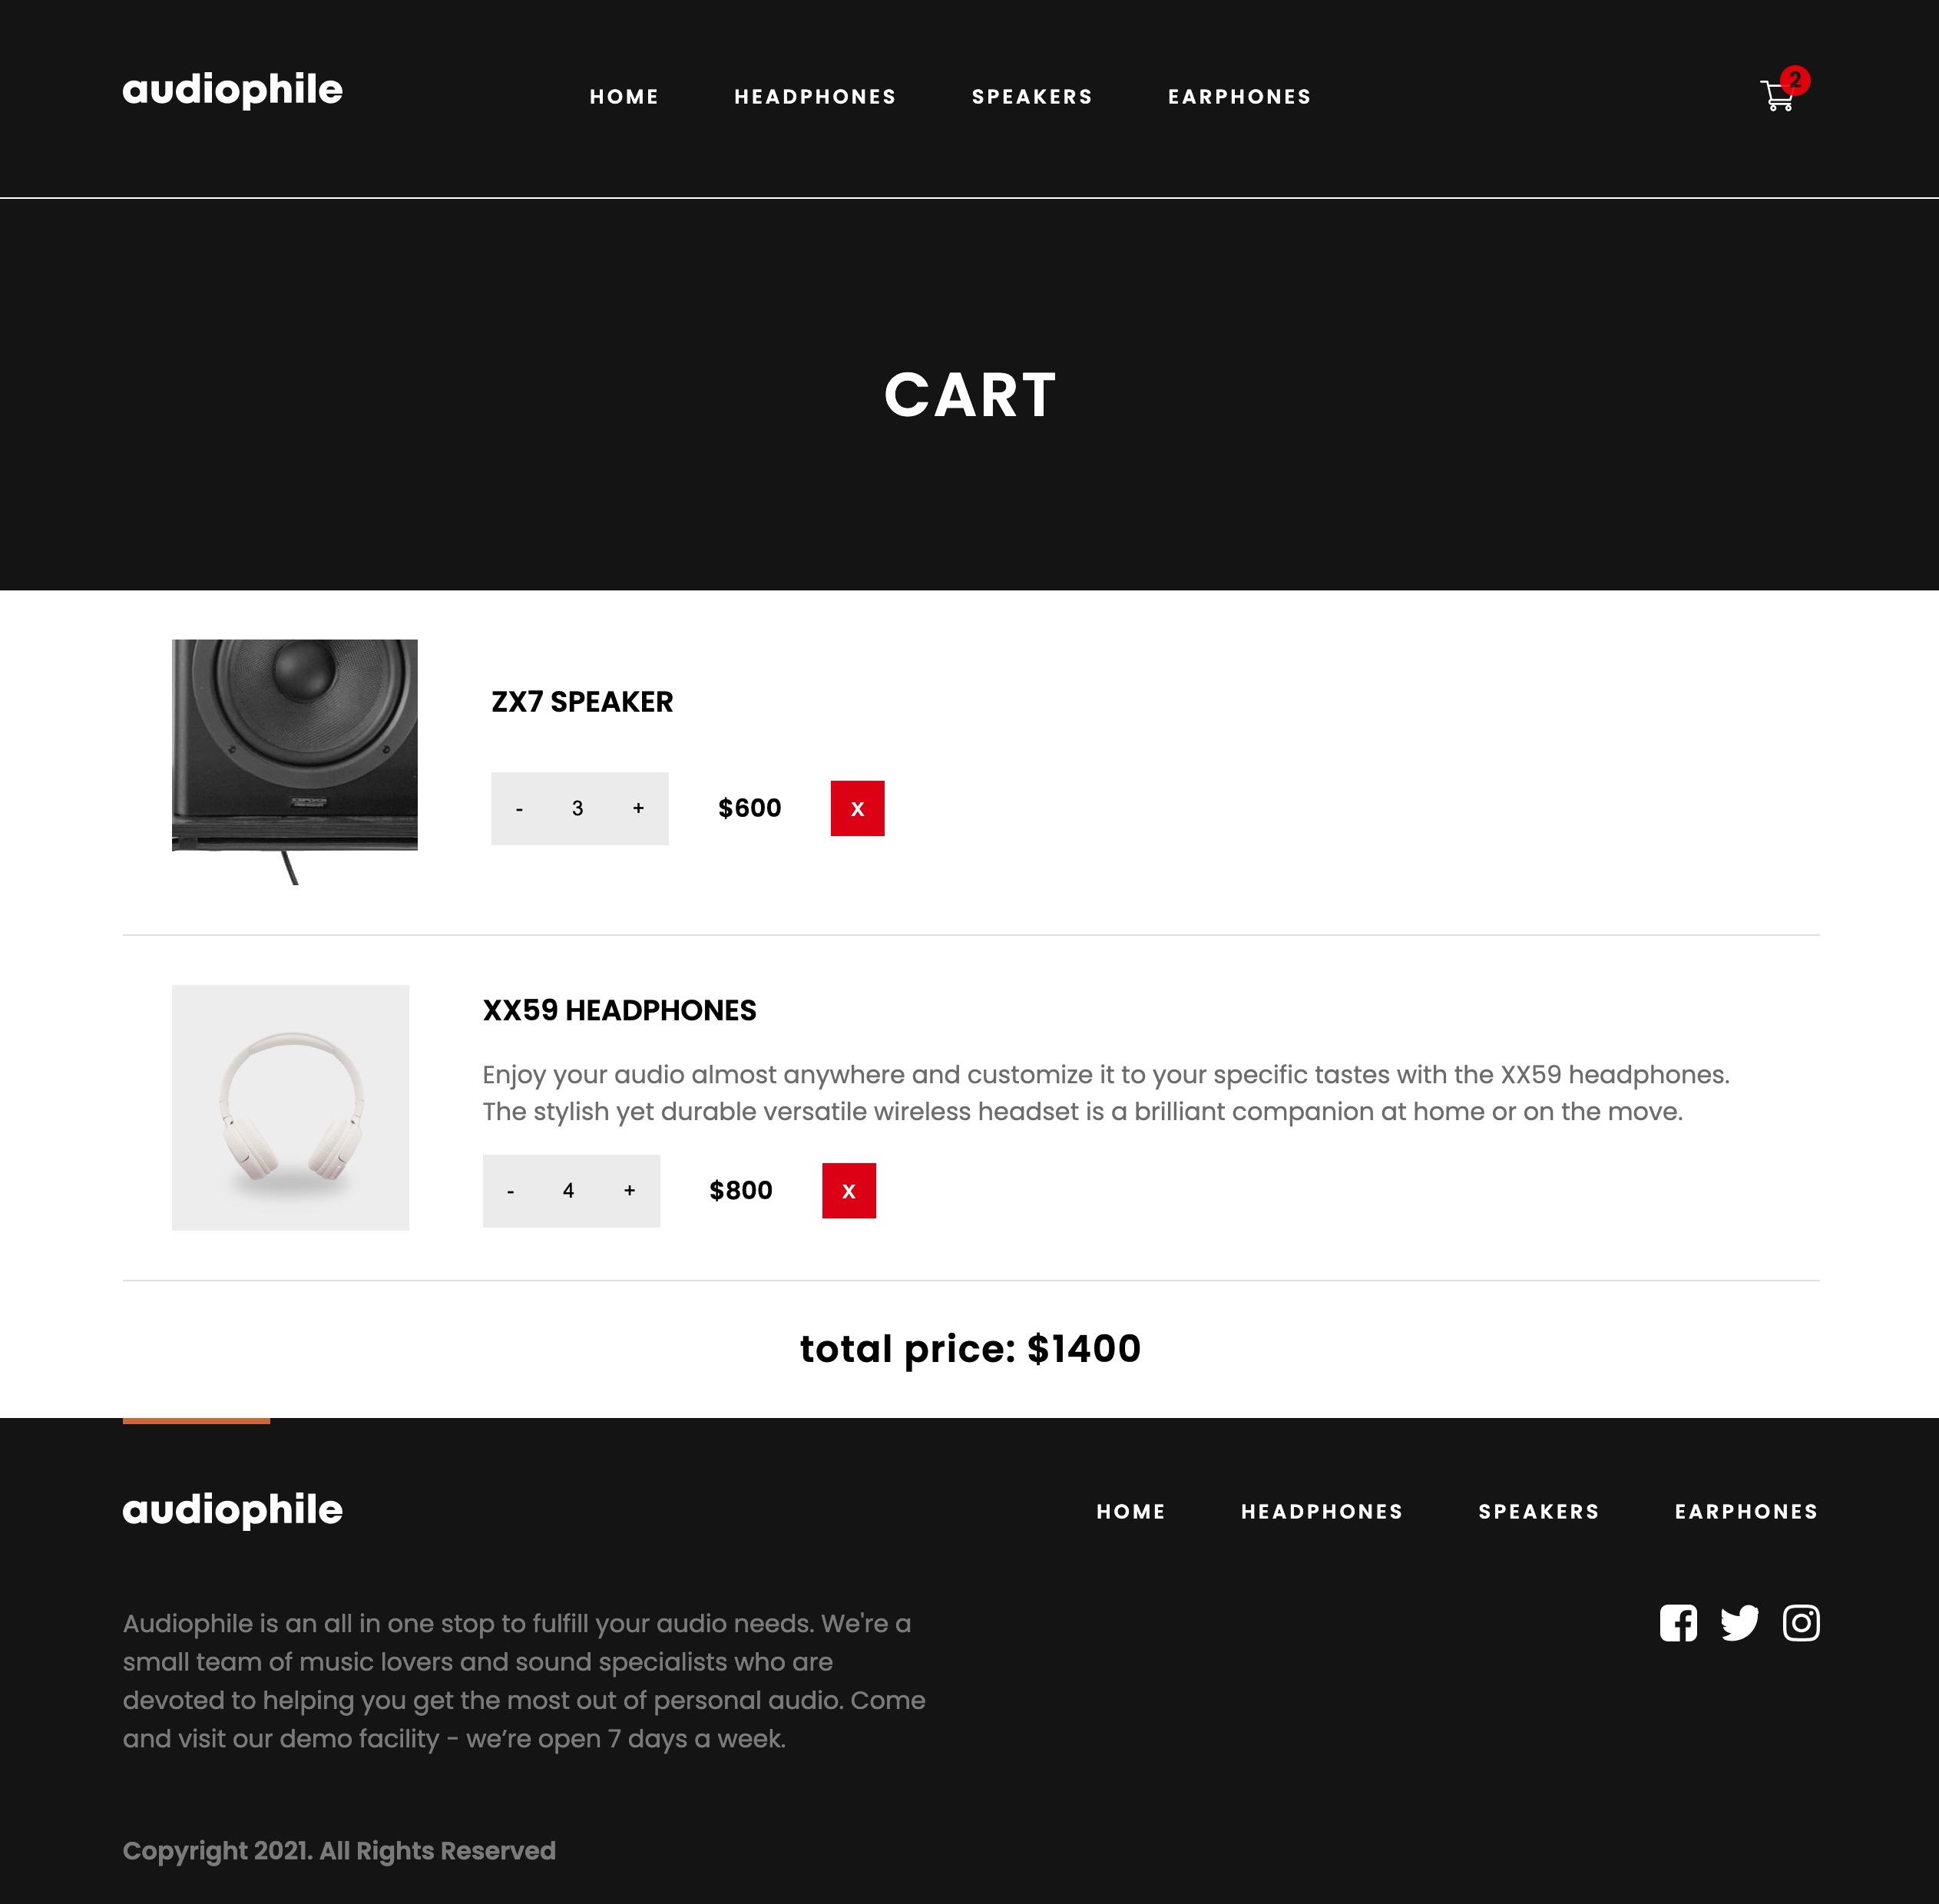 audiophile
HOME HEADPHONES SPEAKERS EARPHONES
2
CART
ZX7 SPEAKER
- 3 + $600 X
XX59 HEADPHONES
Enjoy your audio almost anywhere and customize it to your specific tastes with the XX59 headphones.
The stylish yet durable versatile wireless headset is a brilliant companion at home or on the move.
- 4 + $800 X
total price: $1400
audiophile
HOME HEADPHONES SPEAKERS EARPHONES
Audiophile is an all in one stop to fulfill your audio needs. We're a
small team of music lovers and sound specialists who are
devoted to helping you get the most out of personal audio. Come
and visit our demo facility - we’re open 7 days a week.
Copyright 2021. All Rights Reserved